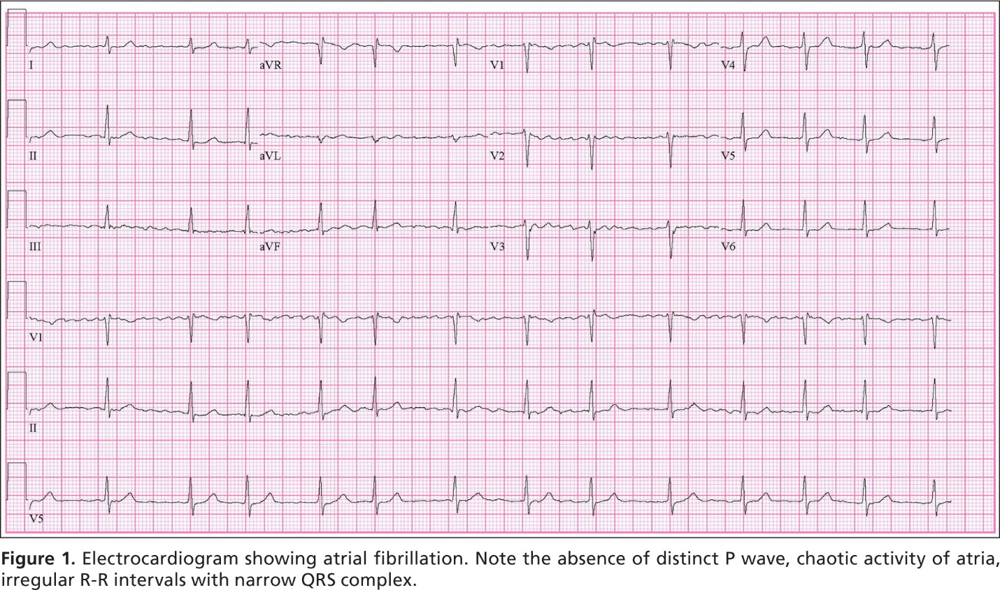 I
aVR
V1
V4
II
aVL
V2
V5
III
aVF
V3
V6
V1
II
V5
Figure 1. Electrocardiogram showing atrial fibrillation. Note the absence of distinct P wave, chaotic activity of atria,
irregular R-R intervals with narrow QRS complex.